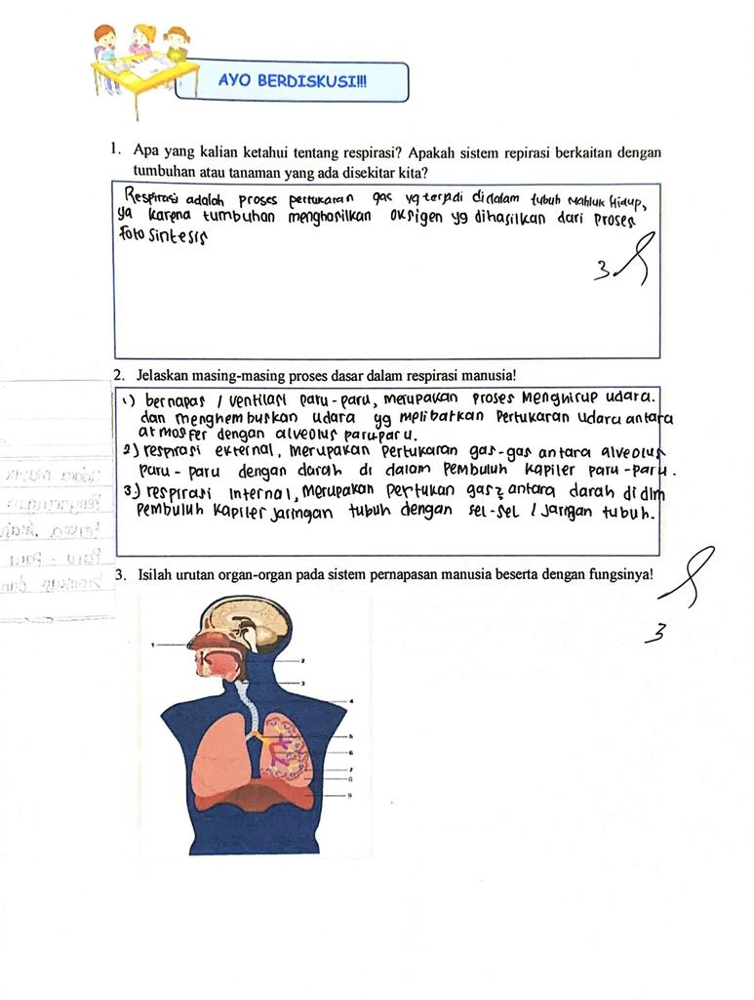 AYO BERDISKUSI!!!
1. Apa yang kalian ketahui tentang respirasi? Apakah sistem repirasi berkaitan dengan
tumbuhan atau tanaman yang ada disekitar kita?
Respirasi adalah proses pertukaran gas yg terjadi didalam tubuh Mahluk Hidup,
ya karena tumbuhan menghasilkan oksigen yg dihasilkan dari proses
foto sintesis
3
2. Jelaskan masing-masing proses dasar dalam respirasi manusia!
1) bernapas / ventilasi paru-paru, merupakan proses menghirup udara.
dan menghembuskan udara yg melibatkan pertukaran udara antara
atmosfer dengan alveolus paru-paru.
2) respirasi external, merupakan pertukaran gas-gas antara alveolus
paru-paru dengan darah di dalam pembuluh kapiler paru-paru.
3.) respirasi internal, merupakan pertukan gas2 antara darah di dlm
pembuluh kapiler jaringan tubuh dengan sel-sel / jaringan tubuh.
3. Isilah urutan organ-organ pada sistem pernapasan manusia beserta dengan fungsinya!
3
1
2
3
4
5
6
7
8
9